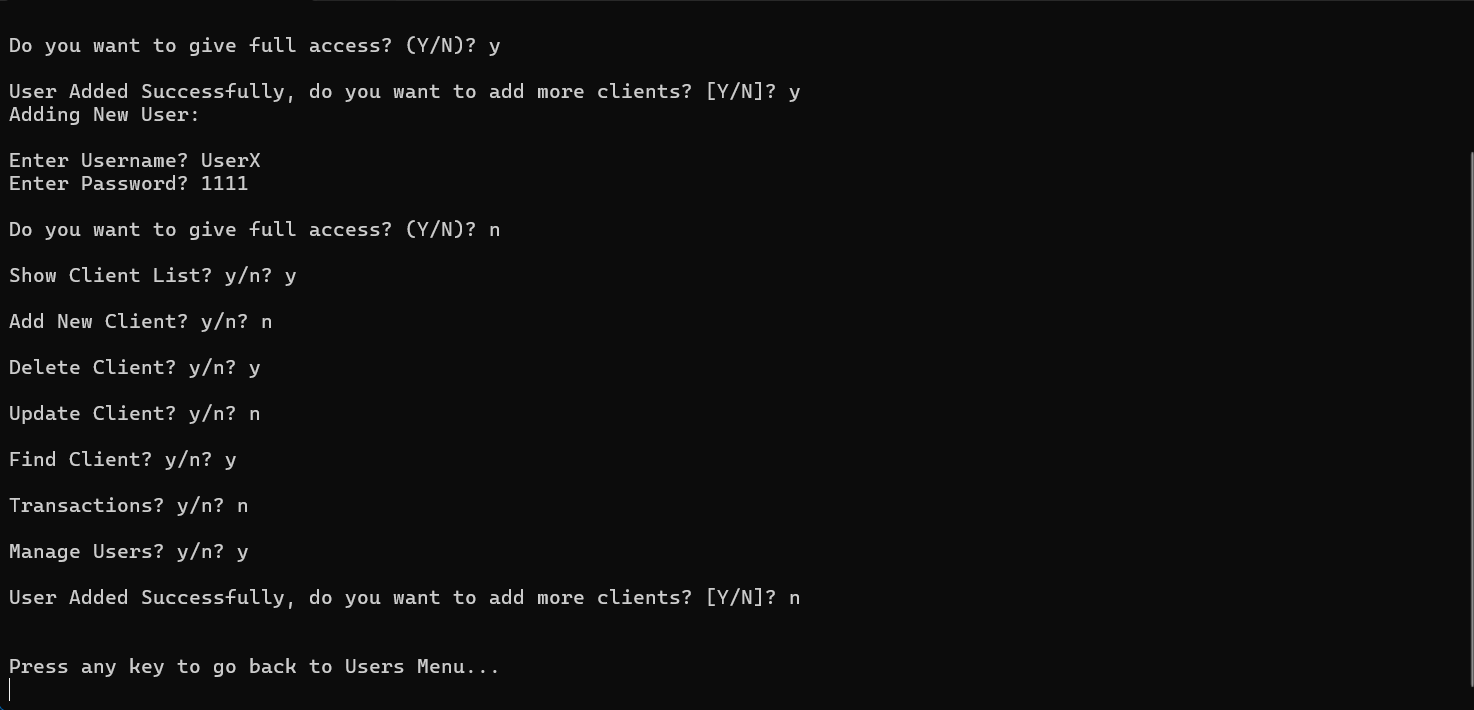 Do you want to give full access? (Y/N)? y
User Added Successfully, do you want to add more clients? [Y/N]? y
Adding New User:
Enter Username? UserX
Enter Password? 1111
Do you want to give full access? (Y/N)? n
Show Client List? y/n? y
Add New Client? y/n? n
Delete Client? y/n? y
Update Client? y/n? n
Find Client? y/n? y
Transactions? y/n? n
Manage Users? y/n? y
User Added Successfully, do you want to add more clients? [Y/N]? n
Press any key to go back to Users Menu...